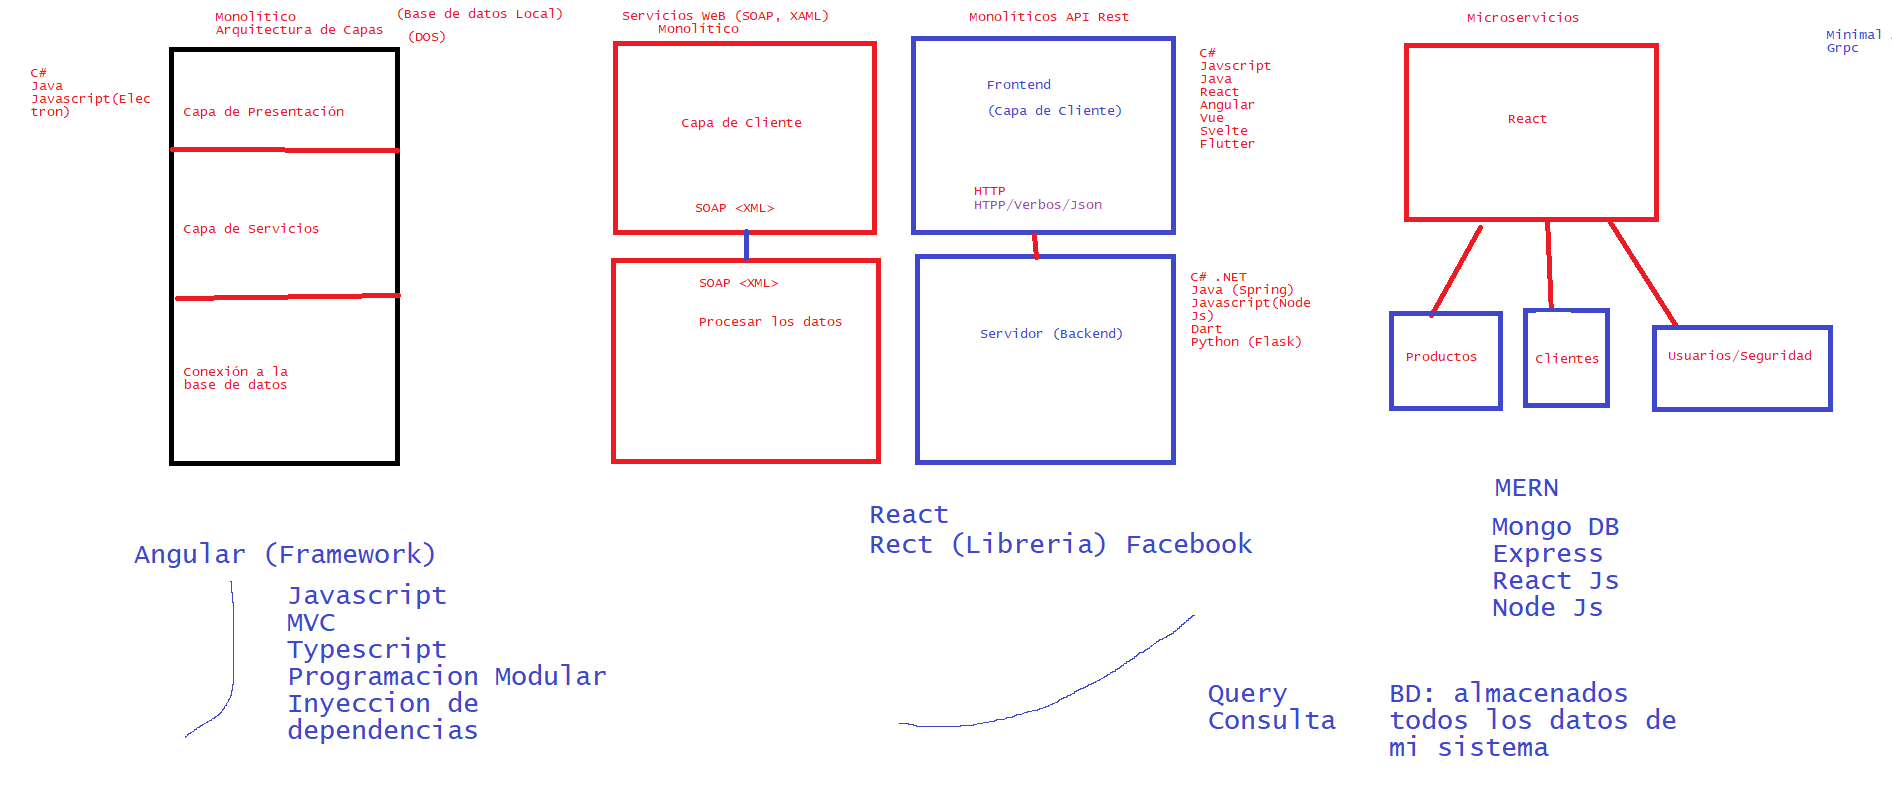 Monolítico
Arquitectura de Capas
(Base de datos Local)
(DOS)
C#
Java
Javascript(Elec
tron)
Capa de Presentación
Capa de Servicios
Conexión a la
base de datos
Servicios WeB (SOAP, XAML)
Monolítico
Capa de Cliente
SOAP <XML>
SOAP <XML>
Procesar los datos
Monolíticos API Rest
Frontend
(Capa de Cliente)
HTTP
HTPP/Verbos/Json
Servidor (Backend)
C#
Javscript
Java
React
Angular
Vue
Svelte
Flutter
C# .NET
Java (Spring)
Javascript(Node
Js)
Dart
Python (Flask)
Microservicios
React
Productos
Clientes
Usuarios/Seguridad
Minimal
Grpc
Angular (Framework)
Javascript
MVC
Typescript
Programacion Modular
Inyeccion de
dependencias
React
Rect (Libreria) Facebook
MERN
Mongo DB
Express
React Js
Node Js
Query
Consulta
BD: almacenados
todos los datos de
mi sistema